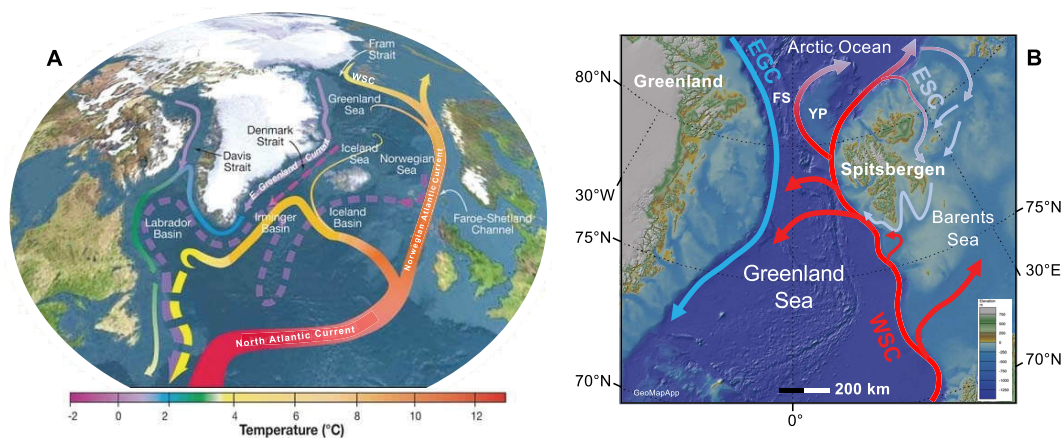 A
Fram
Strait
WSC
Greenland
Sea
Denmark
Strait
Iceland
Sea
Norwegian
Sea
Davis
Strait
E. Greenland Current
Labrador
Basin
Irminger
Basin
Iceland
Basin
Faroe-Shetland
Channel
Norwegian Atlantic Current
North Atlantic Current
-2 0 2 4 6 8 10 12
Temperature (°C)
B
80°N
30°W
75°N
70°N
0°
75°N
30°E
70°N
Greenland
EGC
Arctic Ocean
FS
YP
ESC
Spitsbergen
Barents
Sea
Greenland
Sea
WSC
GeoMapApp
200 km
Elevation
m